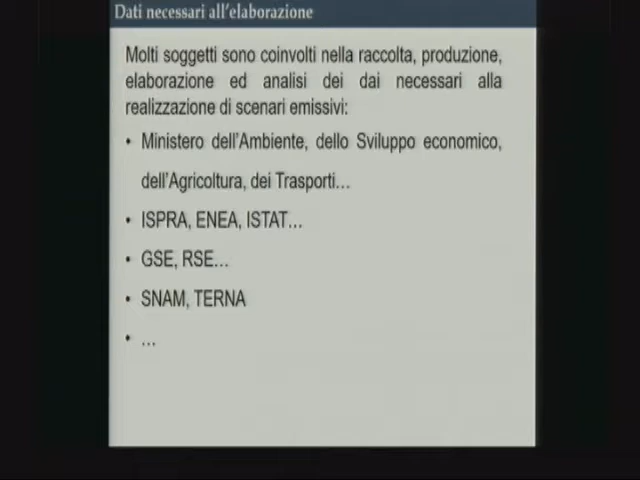 Dati necessari all'elaborazione
Molti soggetti sono coinvolti nella raccolta, produzione,
elaborazione ed analisi dei dai necessari alla
realizzazione di scenari emissivi:
• Ministero dell'Ambiente, dello Sviluppo economico,
dell'Agricoltura, dei Trasporti...
• ISPRA, ENEA, ISTAT...
• GSE, RSE...
• SNAM, TERNA
• ...